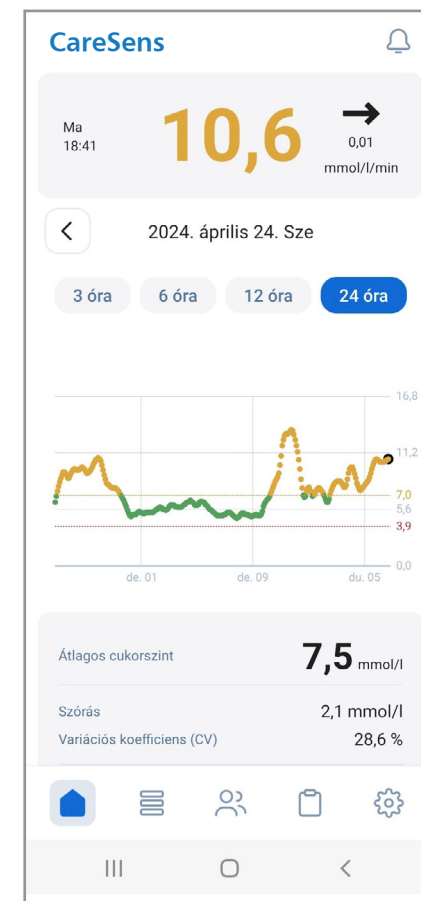 CareSens
Ma
18:41
10,6
0,01
mmol/l/min
2024. április 24. Sze
3 óra
6 óra
12 óra
24 óra
16,8
11,2
7,0
5,6
3,9
0,0
de. 01
de. 09
du. 05
Átlagos cukorszint
7,5 mmol/l
Szórás
2,1 mmol/l
Variációs koefficiens (CV)
28,6 %